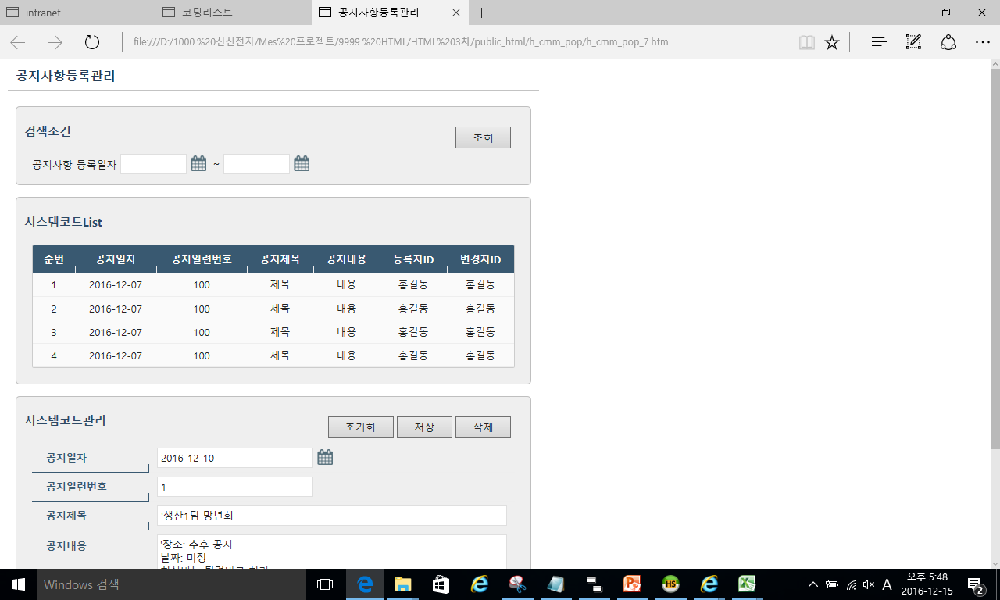 intranet
코딩리스트
공지사항등록관리
file:///D:/1000.%20신신전자/Mes%20프로젝트/9999.%20HTML/HTML%203차/public_html/h_cmm_pop/h_cmm_pop_7.html
공지사항등록관리
검색조건
조회
공지사항 등록일자 ~
시스템코드List
순번 공지일자 공지일련번호 공지제목 공지내용 등록자ID 변경자ID
1 2016-12-07 100 제목 내용 홍길동 홍길동
2 2016-12-07 100 제목 내용 홍길동 홍길동
3 2016-12-07 100 제목 내용 홍길동 홍길동
4 2016-12-07 100 제목 내용 홍길동 홍길동
시스템코드관리
초기화 저장 삭제
공지일자 2016-12-10
공지일련번호 1
공지제목 '생산1팀 망년회
공지내용 '장소: 추후 공지
날짜: 미정
Windows 검색
HS
A
오후 5:48
2016-12-15
2